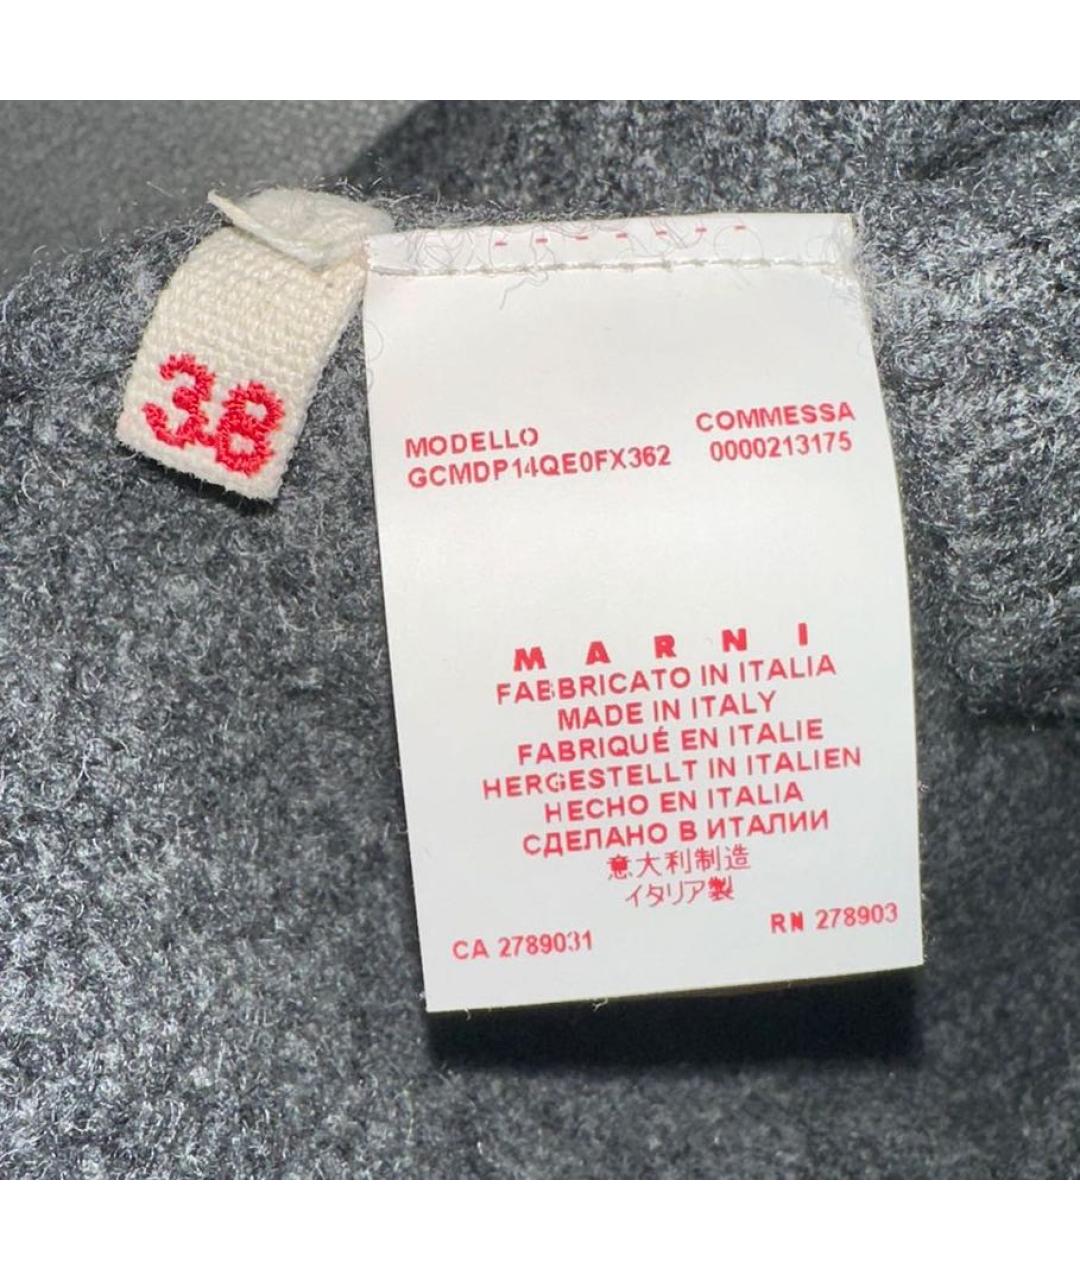 38
MODELLO
GCMDP14QE0FX362
COMMESSA
0000213175
MARNI
FABBRICATO IN ITALIA
MADE IN ITALY
FABRIQUÉ EN ITALIE
HERGESTELLT IN ITALIEN
HECHO EN ITALIA
СДЕЛАНО В ИТАЛИИ
意大利制造
イタリア製
CA 2789031
RN 278903